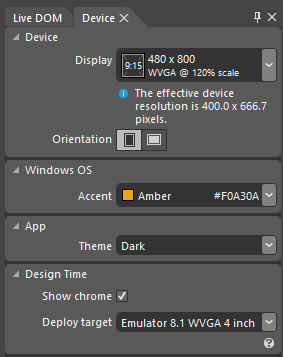 Live DOM Device
Device
Display 9:15 480 x 800
WVGA @ 120% scale
The effective device
resolution is 400.0 x 666.7
pixels.
Orientation
Windows OS
Accent Amber #F0A30A
App
Theme Dark
Design Time
Show chrome
Deploy target Emulator 8.1 WVGA 4 inch